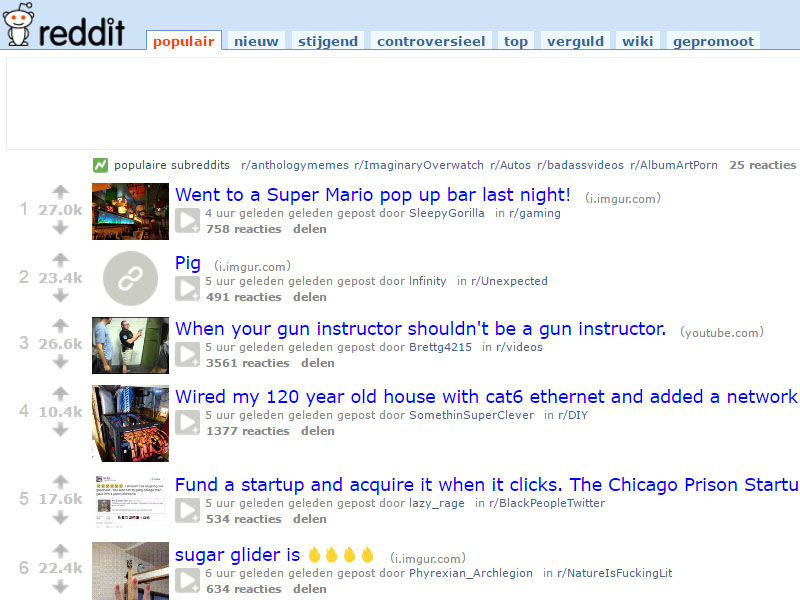 reddit
populair nieuw stijgend controversieel top verguld wiki gepromoot
populaire subreddits r/anthologymemes r/ImaginaryOverwatch r/Autos r/badassvideos r/AlbumArtPorn 25 reacties
1 27.0k Went to a Super Mario pop up bar last night! (i.imgur.com)
4 uur geleden geleden gepost door SleepyGorilla in r/gaming
758 reacties delen
2 23.4k Pig (i.imgur.com)
5 uur geleden geleden gepost door lnfinity in r/Unexpected
491 reacties delen
3 26.6k When your gun instructor shouldn't be a gun instructor. (youtube.com)
5 uur geleden geleden gepost door Brettg4215 in r/videos
3561 reacties delen
4 10.4k Wired my 120 year old house with cat6 ethernet and added a network
5 uur geleden geleden gepost door SomethinSuperClever in r/DIY
1377 reacties delen
5 17.6k Fund a startup and acquire it when it clicks. The Chicago Prison Startu
5 uur geleden geleden gepost door lazy_rage in r/BlackPeopleTwitter
534 reacties delen
6 22.4k sugar glider is 🔥🔥🔥🔥 (i.imgur.com)
6 uur geleden geleden gepost door Phyrexian_Archlegion in r/NatureIsFuckingLit
634 reacties delen